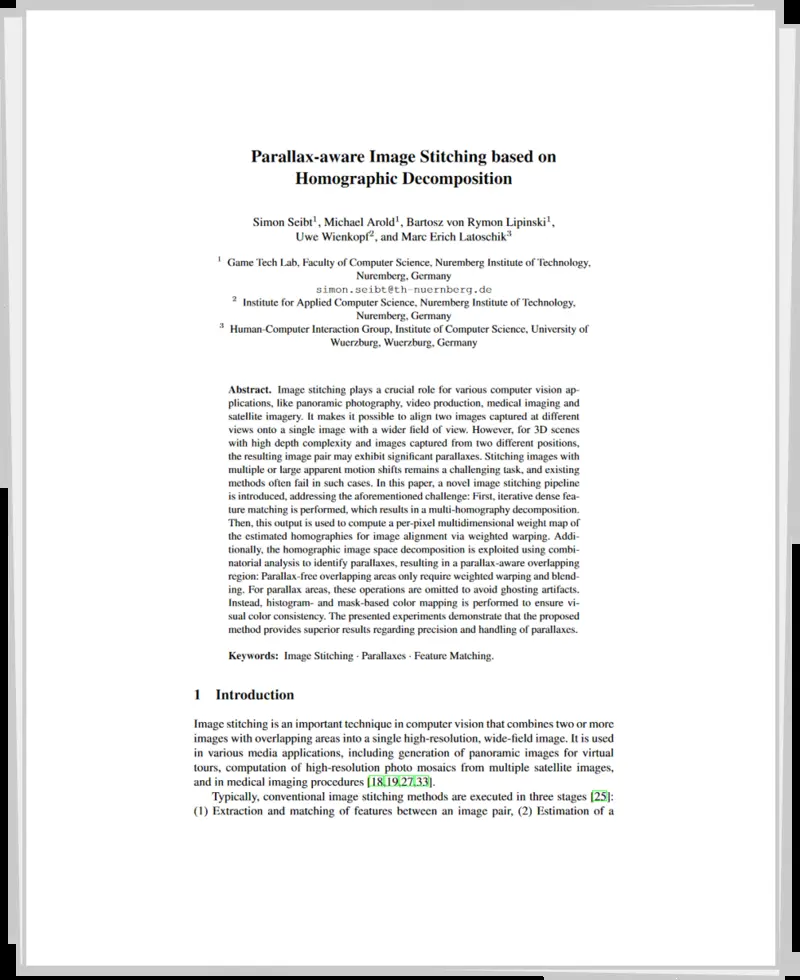 Parallax-aware Image Stitching based on
Homographic Decomposition
Simon Seibt1, Michael Arold1, Bartosz von Rymon Lipinski1,
Uwe Wienkopf2, and Marc Erich Latoschik3
1 Game Tech Lab, Faculty of Computer Science, Nuremberg Institute of Technology,
Nuremberg, Germany
simon.seibt@th-nuernberg.de
2 Institute for Applied Computer Science, Nuremberg Institute of Technology,
Nuremberg, Germany
3 Human-Computer Interaction Group, Institute of Computer Science, University of
Wuerzburg, Wuerzburg, Germany
Abstract. Image stitching plays a crucial role for various computer vision ap-
plications, like panoramic photography, video production, medical imaging and
satellite imagery. It makes it possible to align two images captured at different
views onto a single image with a wider field of view. However, for 3D scenes
with high depth complexity and images captured from two different positions,
the resulting image pair may exhibit significant parallaxes. Stitching images with
multiple or large apparent motion shifts remains a challenging task, and existing
methods often fail in such cases. In this paper, a novel image stitching pipeline
is introduced, addressing the aforementioned challenge: First, iterative dense fea-
ture matching is performed, which results in a multi-homography decomposition.
Then, this output is used to compute a per-pixel multidimensional weight map of
the estimated homographies for image alignment via weighted warping. Addi-
tionally, the homographic image space decomposition is exploited using combi-
natorial analysis to identify parallaxes, resulting in a parallax-aware overlapping
region: Parallax-free overlapping areas only require weighted warping and blend-
ing. For parallax areas, these operations are omitted to avoid ghosting artifacts.
Instead, histogram- and mask-based color mapping is performed to ensure vi-
sual color consistency. The presented experiments demonstrate that the proposed
method provides superior results regarding precision and handling of parallaxes.
Keywords: Image Stitching · Parallaxes · Feature Matching.
1 Introduction
Image stitching is an important technique in computer vision that combines two or more
images with overlapping areas into a single high-resolution, wide-field image. It is used
in various media applications, including generation of panoramic images for virtual
tours, computation of high-resolution photo mosaics from multiple satellite images,
and in medical imaging procedures [18,19,27,33].
Typically, conventional image stitching methods are executed in three stages [25]:
(1) Extraction and matching of features between an image pair, (2) Estimation of a